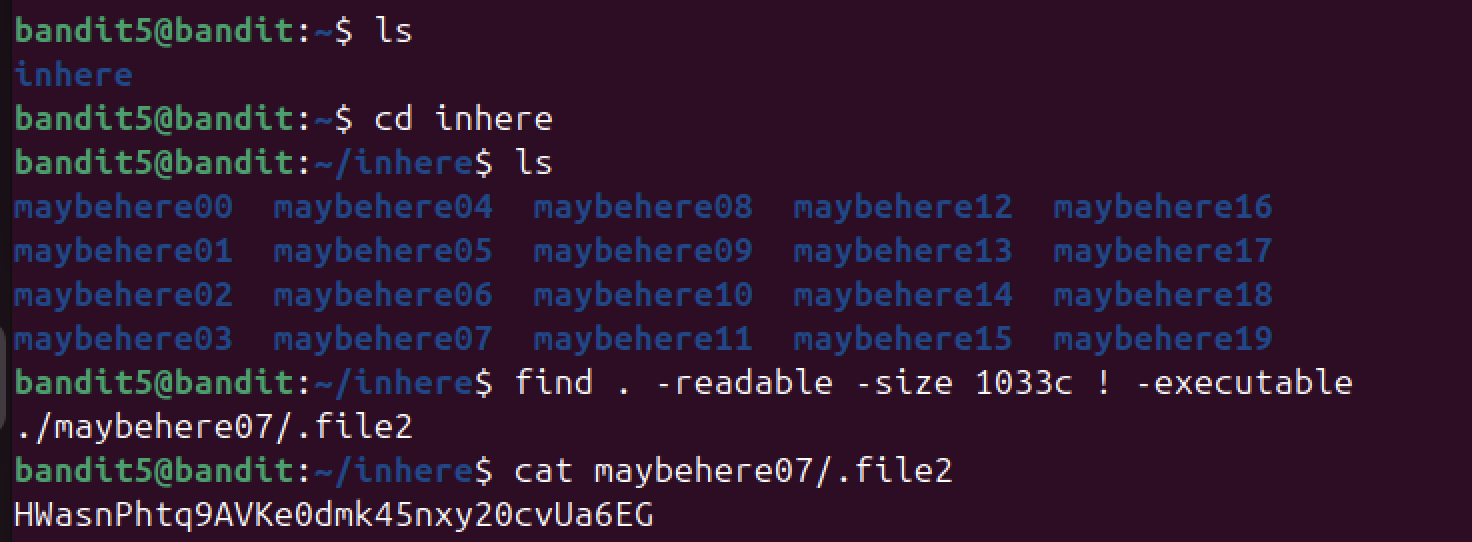 bandit5@bandit:~$ ls
inhere
bandit5@bandit:~$ cd inhere
bandit5@bandit:~/inhere$ ls
maybehere00  maybehere04  maybehere08  maybehere12  maybehere16
maybehere01  maybehere05  maybehere09  maybehere13  maybehere17
maybehere02  maybehere06  maybehere10  maybehere14  maybehere18
maybehere03  maybehere07  maybehere11  maybehere15  maybehere19
bandit5@bandit:~/inhere$ find . -readable -size 1033c ! -executable
./maybehere07/.file2
bandit5@bandit:~/inhere$ cat maybehere07/.file2
HWasnPhtq9AVKe0dmk45nxy20cvUa6EG